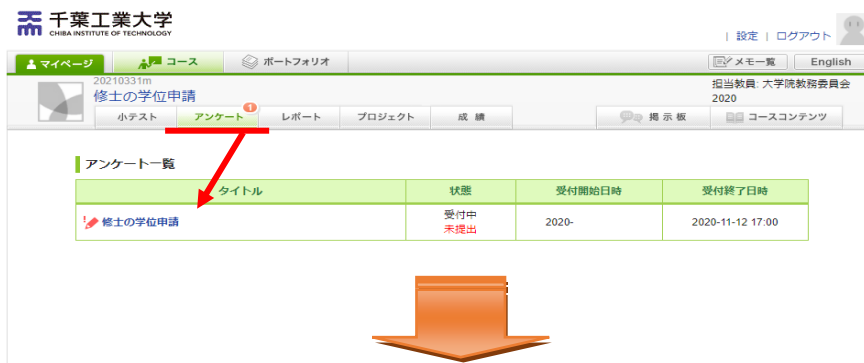 千葉工業大学
CHIBA INSTITUTE OF TECHNOLOGY
| 設定 | ログアウト
マイページ コース ポートフォリオ メモ一覧 English
20210331m
修士の学位申請
担当教員: 大学院教務委員会
2020
小テスト アンケート 1 レポート プロジェクト 成績 掲示板 コースコンテンツ
アンケート一覧
タイトル 状態 受付開始日時 受付終了日時
修士の学位申請 受付中 2020- 2020-11-12 17:00
未提出